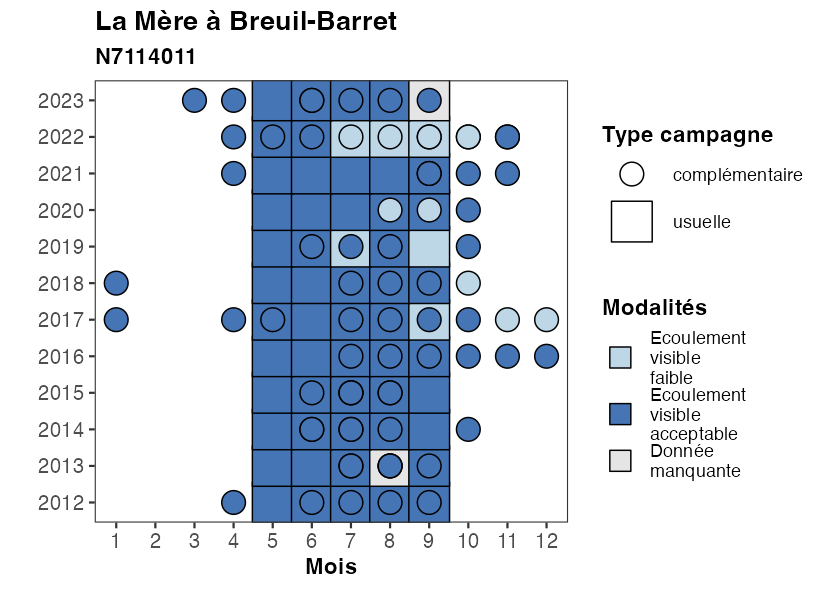 La Mère à Breuil-Barret
N7114011
2023
2022
2021
2020
2019
2018
2017
2016
2015
2014
2013
2012
1 2 3 4 5 6 7 8 9 10 11 12
Mois
Type campagne
complémentaire
usuelle
Modalités
Ecoulement
visible
faible
Ecoulement
visible
acceptable
Donnée
manquante